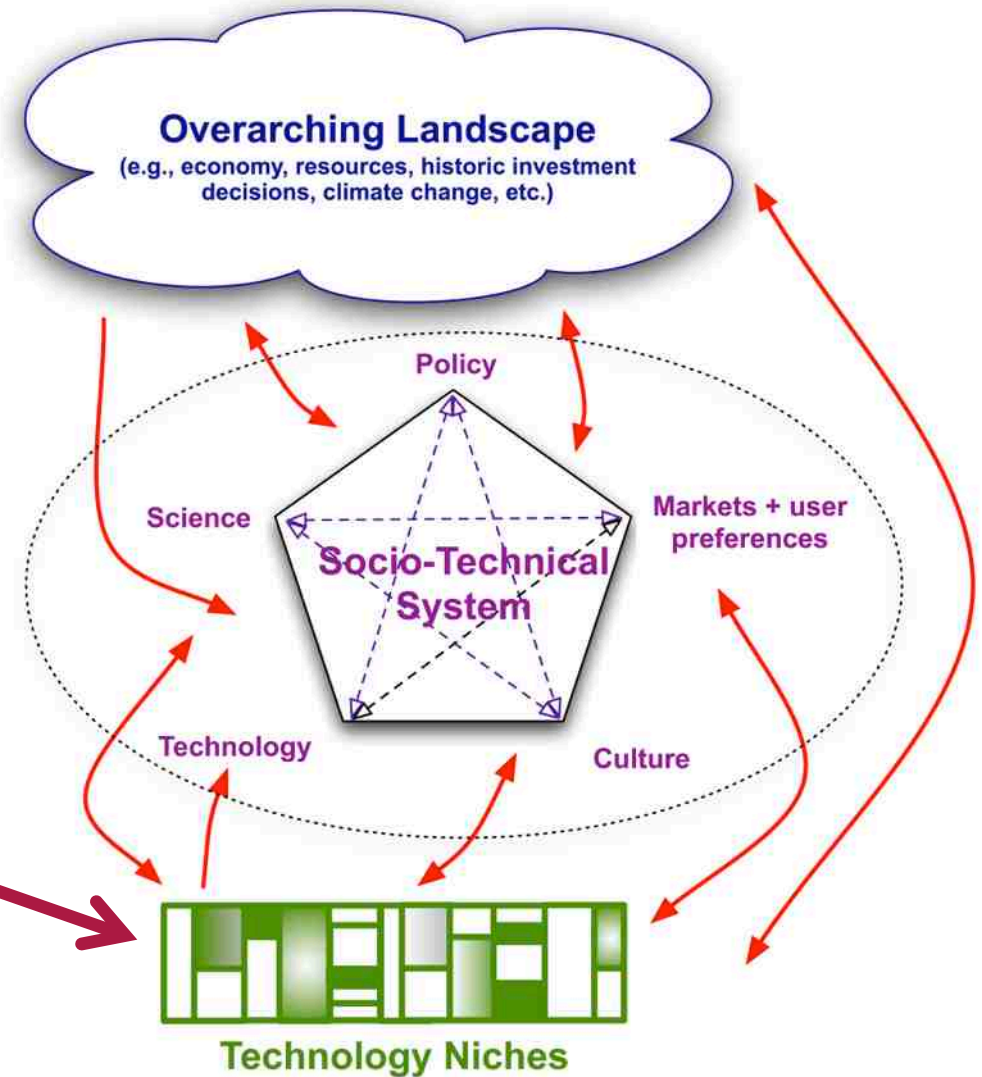 Overarching Landscape
(e.g., economy, resources, historic investment
decisions, climate change, etc.)
Policy
Science
Markets + user
preferences
Socio-Technical
System
Technology
Culture
Technology Niches